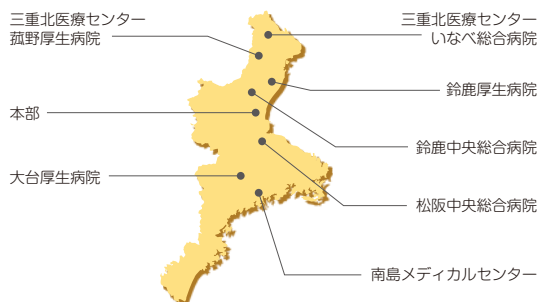 三重北医療センター
菰野厚生病院
本部
大台厚生病院
三重北医療センター
いなべ総合病院
鈴鹿厚生病院
鈴鹿中央総合病院
松阪中央総合病院
南島メディカルセンター